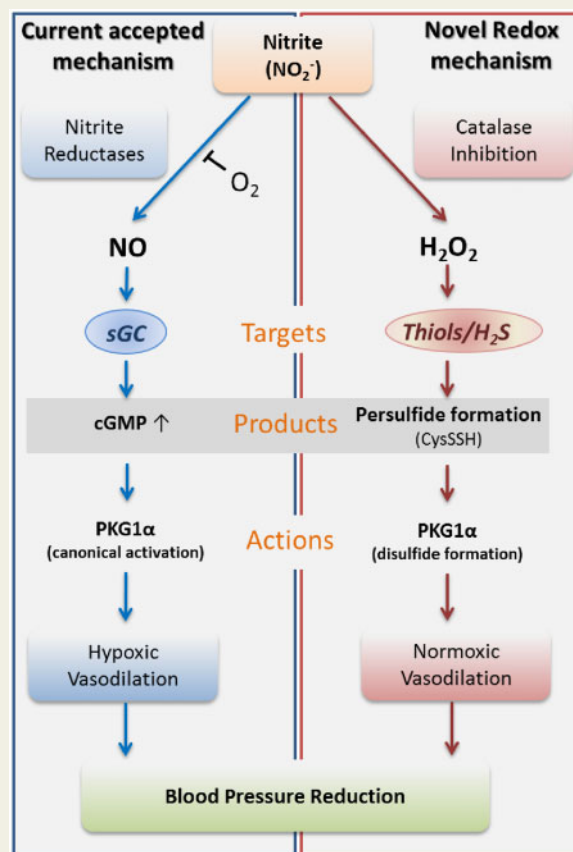 Current accepted
mechanism
Nitrite
(NO₂⁻)
Novel Redox
mechanism
Nitrite
Reductases
Catalase
Inhibition
O₂
NO
H₂O₂
sGC
Targets
Thiols/H₂S
cGMP ↑
Products
Persulfide formation
(CysSSH)
PKG1α
(canonical activation)
Actions
PKG1α
(disulfide formation)
Hypoxic
Vasodilation
Normoxic
Vasodilation
Blood Pressure Reduction